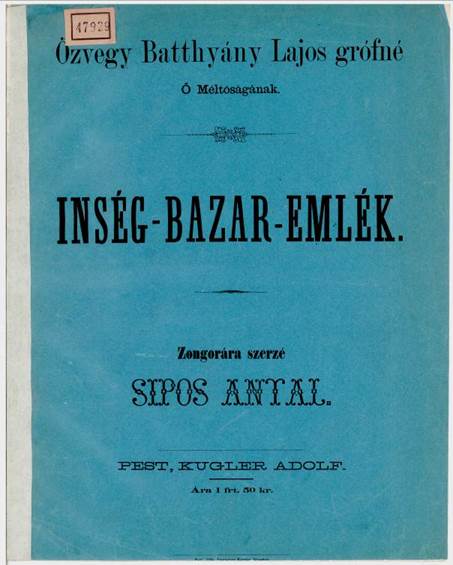 47929
Özvegy Batthyány Lajos grófné
Ő Méltóságának.
INSÉG-BAZAR-EMLÉK.
Zongorára szerzé
SIPOS ANTAL.
PEST, KUGLER ADOLF.
Ára 1 frt. 50 kr.